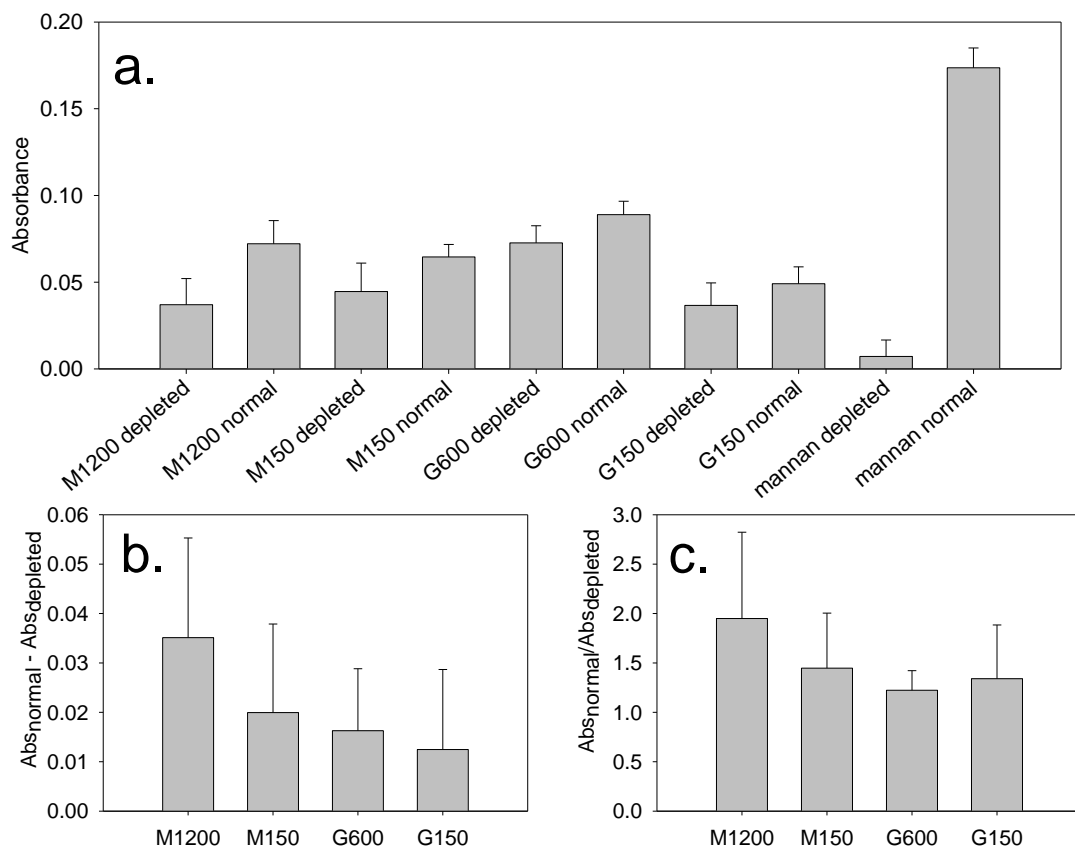 a.
Absorbance
0.20
0.15
0.10
0.05
0.00
M1200 depleted
M1200 normal
M150 depleted
M150 normal
G600 depleted
G600 normal
G150 depleted
G150 normal
mannan depleted
mannan normal
b.
Absnormal - Absdepleted
0.06
0.05
0.04
0.03
0.02
0.01
0.00
M1200 M150 G600 G150
c.
Absnormal/Absdepleted
3.0
2.5
2.0
1.5
1.0
0.5
0.0
M1200 M150 G600 G150